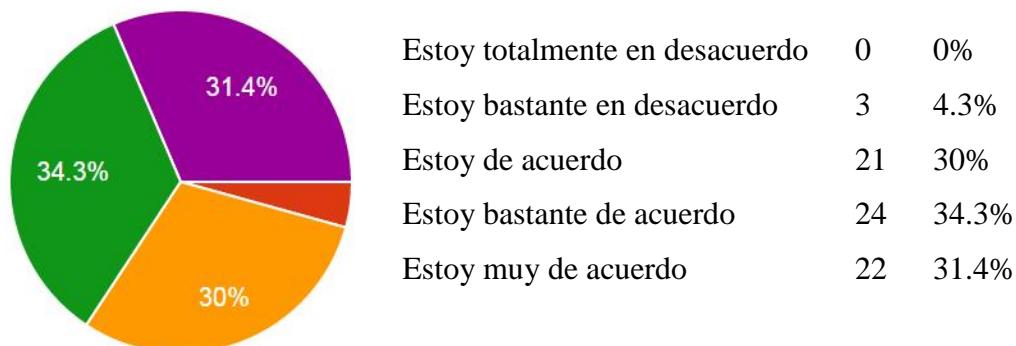 31.4%
34.3%
30%
Estoy totalmente en desacuerdo 0 0%
Estoy bastante en desacuerdo 3 4.3%
Estoy de acuerdo 21 30%
Estoy bastante de acuerdo 24 34.3%
Estoy muy de acuerdo 22 31.4%